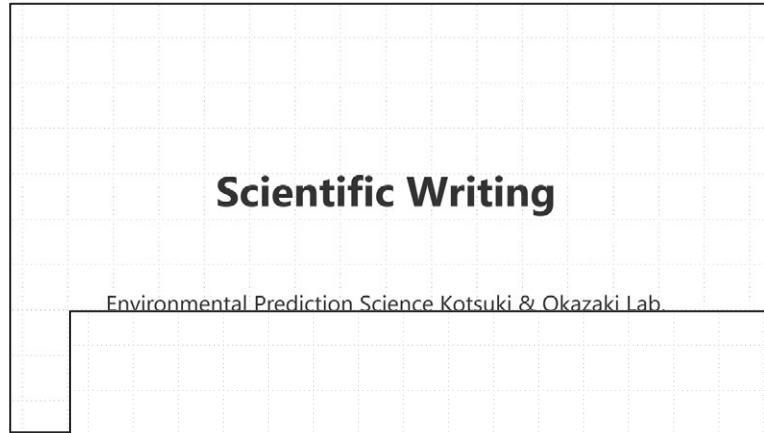 Scientific Writing
Environmental Prediction Science Kotsuki & Okazaki Lab.